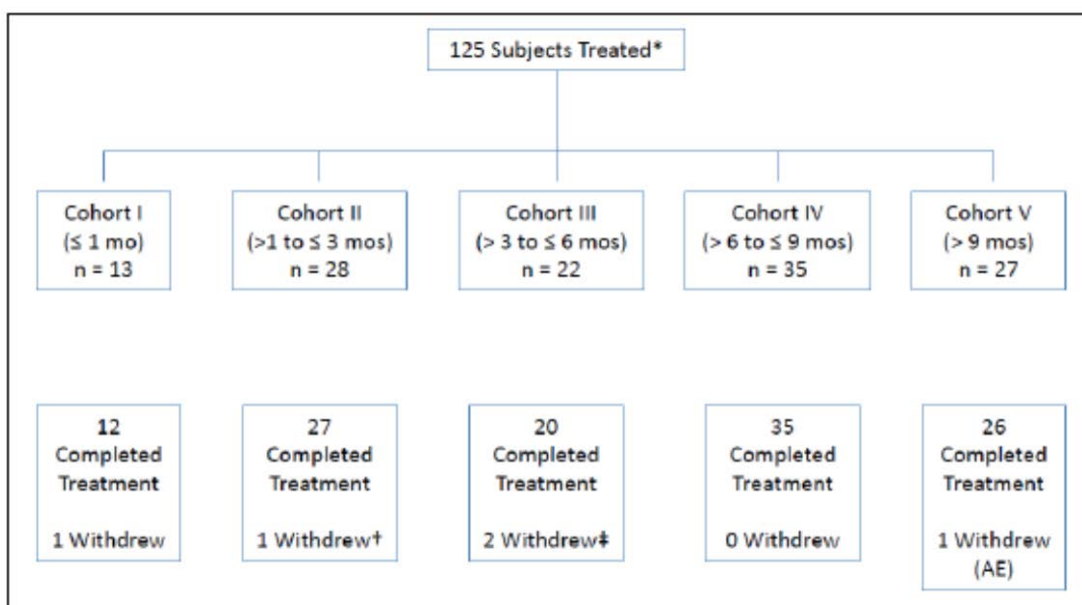 125 Subjects Treated*
Cohort I
(≤ 1 mo)
n = 13
Cohort II
(>1 to ≤ 3 mos)
n = 28
Cohort III
(> 3 to ≤ 6 mos)
n = 22
Cohort IV
(> 6 to ≤ 9 mos)
n = 35
Cohort V
(> 9 mos)
n = 27
12
Completed
Treatment
1 Withdrew
27
Completed
Treatment
1 Withdrew†
20
Completed
Treatment
2 Withdrew‡
35
Completed
Treatment
0 Withdrew
26
Completed
Treatment
1 Withdrew
(AE)